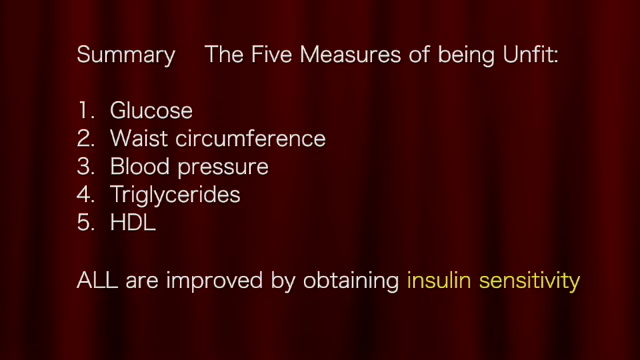 Summary The Five Measures of being Unfit:
1. Glucose
2. Waist circumference
3. Blood pressure
4. Triglycerides
5. HDL
ALL are improved by obtaining insulin sensitivity